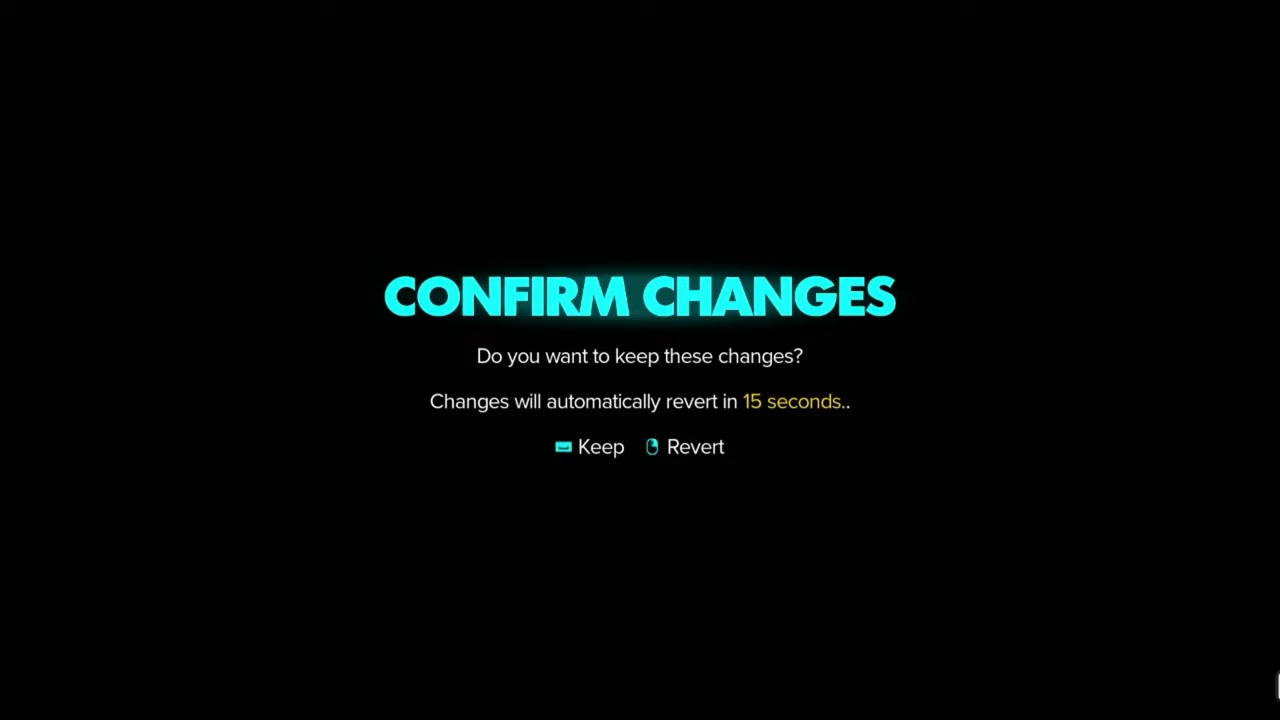 CONFIRM CHANGES
Do you want to keep these changes?
Changes will automatically revert in 15 seconds..
Keep Revert